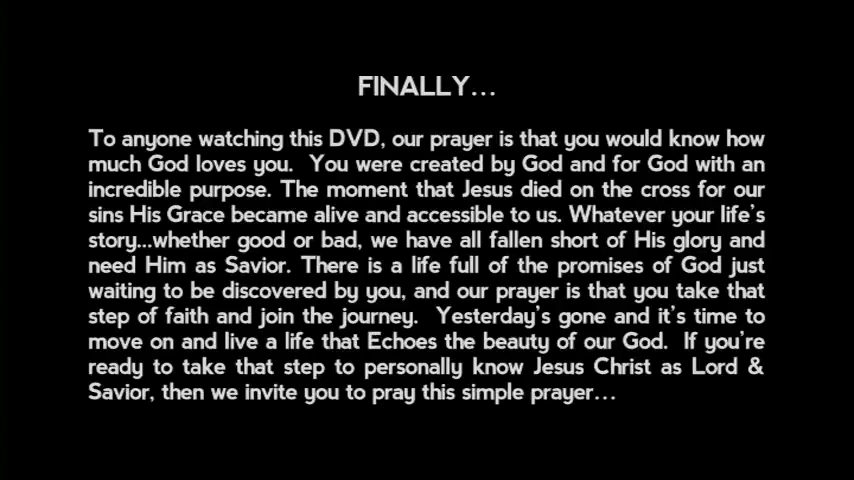 FINALLY...
To anyone watching this DVD, our prayer is that you would know how
much God loves you.  You were created by God and for God with an
incredible purpose. The moment that Jesus died on the cross for our
sins His Grace became alive and accessible to us. Whatever your life's
story...whether good or bad, we have all fallen short of His glory and
need Him as Savior. There is a life full of the promises of God just
waiting to be discovered by you, and our prayer is that you take that
step of faith and join the journey.  Yesterday's gone and it's time to
move on and live a life that Echoes the beauty of our God.  If you're
ready to take that step to personally know Jesus Christ as Lord &
Savior, then we invite you to pray this simple prayer...